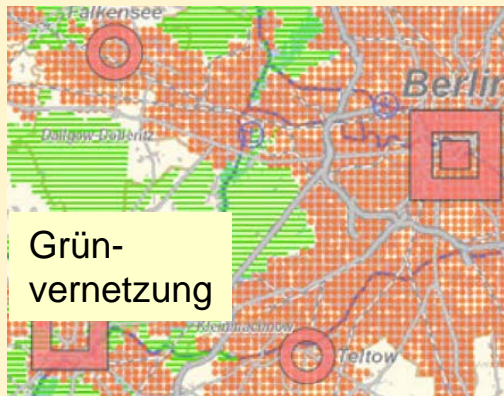 Falkensee
Berlin
Dallgow-Döberitz
Grün-
vernetzung
Kleinmachnow
Teltow